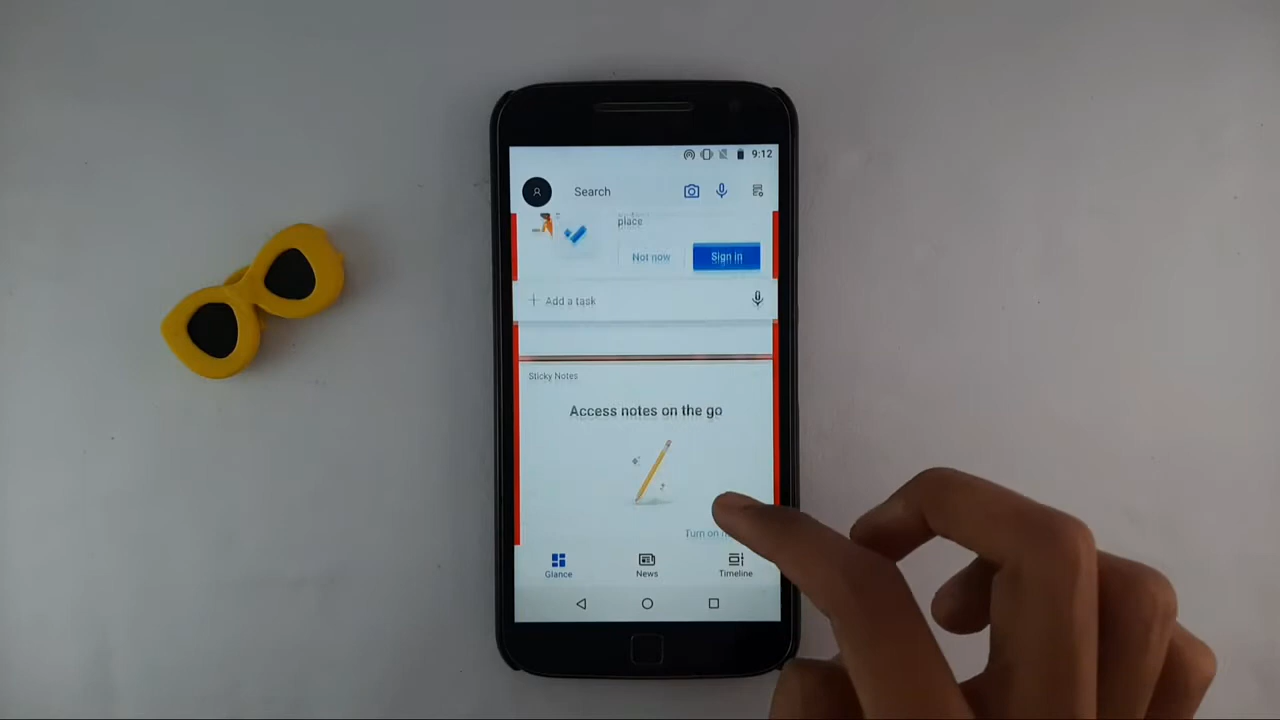 9:12
Search
place
Not now
Sign in
Add a task
Sticky Notes
Access notes on the go
Turn on
Glance
News
Timeline